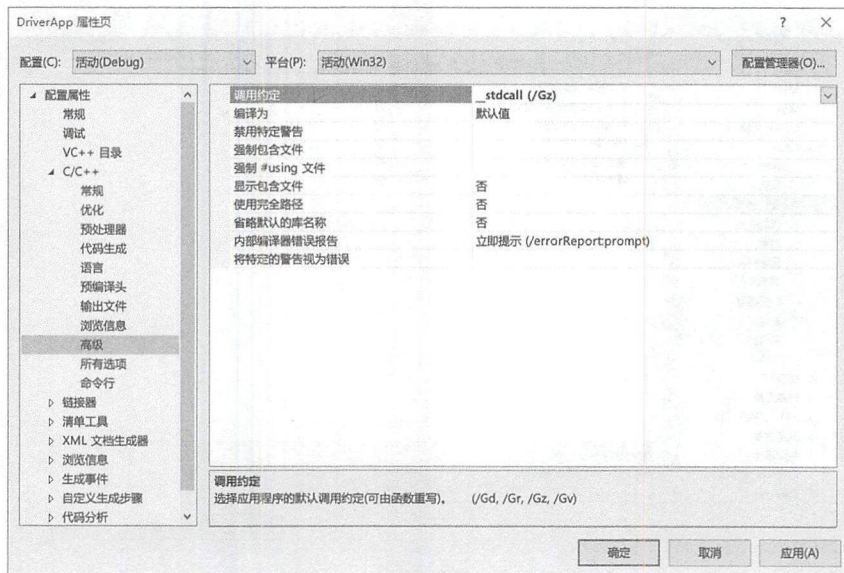 DriverApp 属性页 ? ×
配置(C): 活动(Debug) 平台(P): 活动(Win32) 配置管理器(O)...
配置属性
常规
调试
VC++ 目录
C/C++
常规
优化
预处理器
代码生成
语言
预编译头
输出文件
浏览信息
高级
所有选项
命令行
链接器
清单工具
XML 文档生成器
浏览信息
生成事件
自定义生成步骤
代码分析
调用约定 __stdcall (/Gz)
编译为 默认值
禁用特定警告
强制包含文件
强制 #using 文件
显示包含文件 否
使用完全路径 否
省略默认的库名称 否
内部编译器错误报告 立即提示 (/errorReport:prompt)
将特定的警告视为错误
调用约定
选择应用程序的默认调用约定(可由函数重写)。 (/Gd, /Gr, /Gz, /Gv)
确定 取消 应用(A)